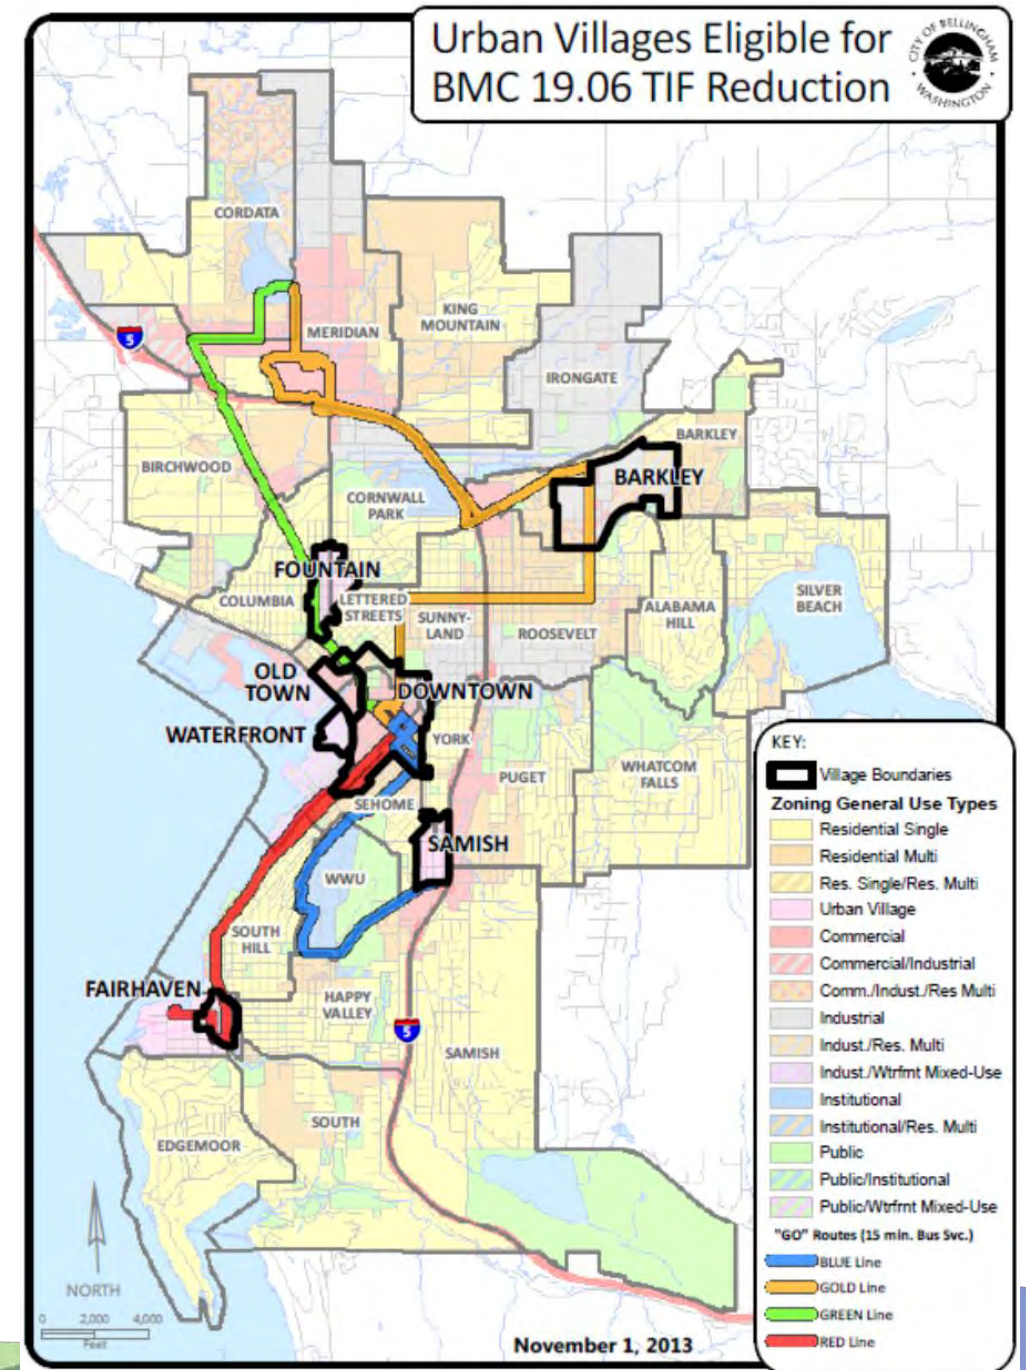 Urban Villages Eligible for
BMC 19.06 TIF Reduction
CITY OF BELLINGHAM
WASHINGTON
CORDATA
KING
MOUNTAIN
MERIDIAN
5
IRONGATE
BARKLEY
BIRCHWOOD
BARKLEY
CORNWALL
PARK
FOUNTAIN
COLUMBIA
LETTERED
STREETS
SUNNY-
LAND
ROOSEVELT
ALABAMA
HILL
SILVER
BEACH
OLD
TOWN
DOWNTOWN
WATERFRONT
YORK
PUGET
WHATCOM
FALLS
SEHOME
SAMISH
WWU
SOUTH
HILL
FAIRHAVEN
HAPPY
VALLEY
5
SAMISH
SOUTH
EDGEMOOR
NORTH
0 2,000 4,000
Feet
November 1, 2013
KEY:
Village Boundaries
Zoning General Use Types
Residential Single
Residential Multi
Res. Single/Res. Multi
Urban Village
Commercial
Commercial/Industrial
Comm./Indust./Res Multi
Industrial
Indust./Res. Multi
Indust./Wtrfrnt Mixed-Use
Institutional
Institutional/Res. Multi
Public
Public/Institutional
Public/Wtrfrnt Mixed-Use
"GO" Routes (15 min. Bus Svc.)
BLUE Line
GOLD Line
GREEN Line
RED Line